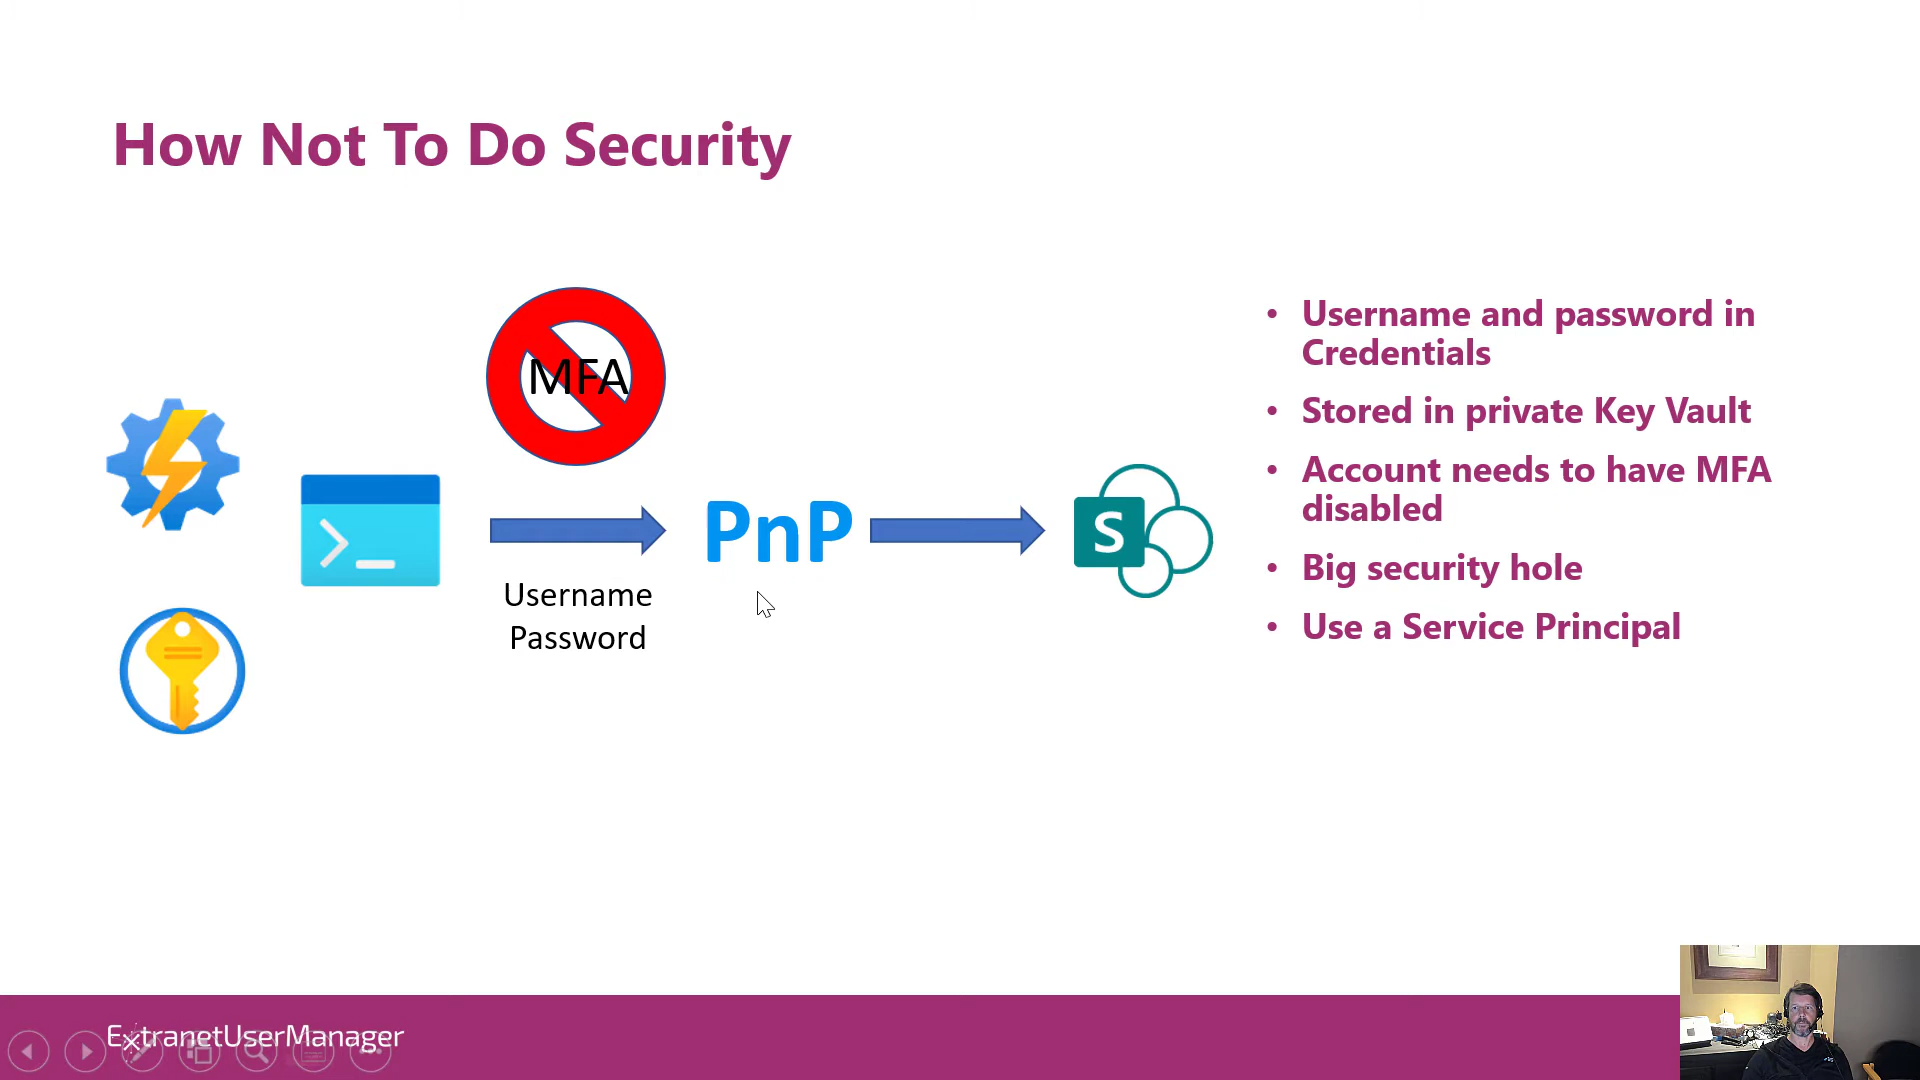 How Not To Do Security
MFA
PnP
Username
Password
S
• Username and password in
Credentials
• Stored in private Key Vault
• Account needs to have MFA
disabled
• Big security hole
• Use a Service Principal
ExtranetUserManager